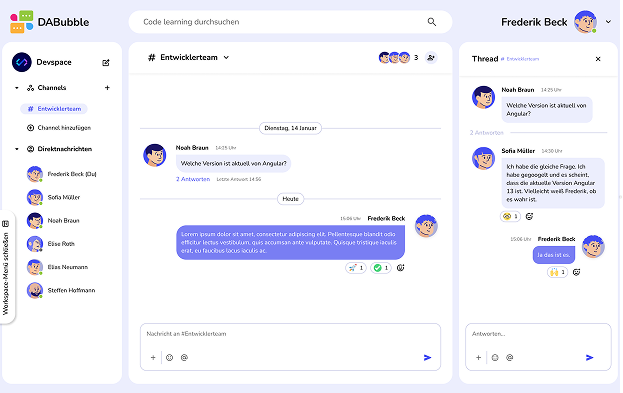 DABubble
Code learning durchsuchen
Frederik Beck
Devspace
Channels
# Entwicklerteam
Channel hinzufügen
Direktnachrichten
Frederik Beck (Du)
Sofia Müller
Noah Braun
Elise Roth
Elias Neumann
Steffen Hoffmann
Workspace-Menü schließen
# Entwicklerteam
3
Dienstag, 14 Januar
Noah Braun 14:25 Uhr
Welche Version ist aktuell von Angular?
2 Antworten Letzte Antwort 14:56
Heute
15:06 Uhr Frederik Beck
Lorem ipsum dolor sit amet, consectetur adipiscing elit. Pellentesque blandit odio
efficitur lectus vestibulum, quis accumsan ante vulputate. Quisque tristique iaculis
erat, eu faucibus lacus iaculis ac.
1
1
Nachricht an #Entwicklerteam
Thread # Entwicklerteam
Noah Braun 14:25 Uhr
Welche Version ist aktuell von
Angular?
2 Antworten
Sofia Müller 14:30 Uhr
Ich habe die gleiche Frage. Ich
habe gegoogelt und es scheint,
dass die aktuelle Version Angular
13 ist. Vielleicht weiß Frederik, ob
es wahr ist.
1
15:06 Uhr Frederik Beck
Ja das ist es.
1
Antworten...